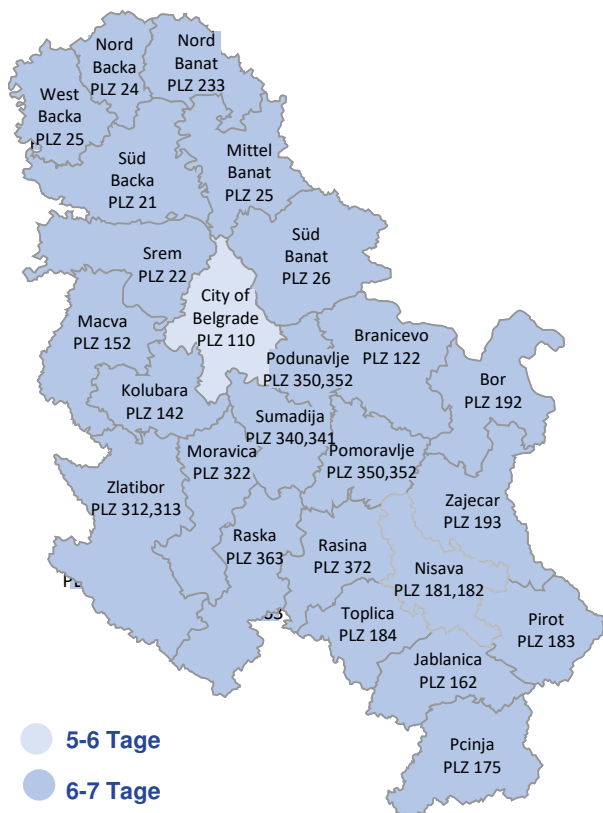 Nord
Backa
PLZ 24
Nord
Banat
PLZ 233
West
Backa
PLZ 25
Süd
Backa
PLZ 21
Mittel
Banat
PLZ 25
Srem
PLZ 22
Süd
Banat
PLZ 26
City of
Belgrade
PLZ 110
Macva
PLZ 152
Branicevo
PLZ 122
Podunavlje
PLZ 350,352
Bor
PLZ 192
Kolubara
PLZ 142
Sumadija
PLZ 340,341
Moravica
PLZ 322
Pomoravlje
PLZ 350,352
Zlatibor
PLZ 312,313
Zajecar
PLZ 193
Raska
PLZ 363
Rasina
PLZ 372
Nisava
PLZ 181,182
Toplica
PLZ 184
Pirot
PLZ 183
Jablanica
PLZ 162
Pcinja
PLZ 175
5-6 Tage
6-7 Tage